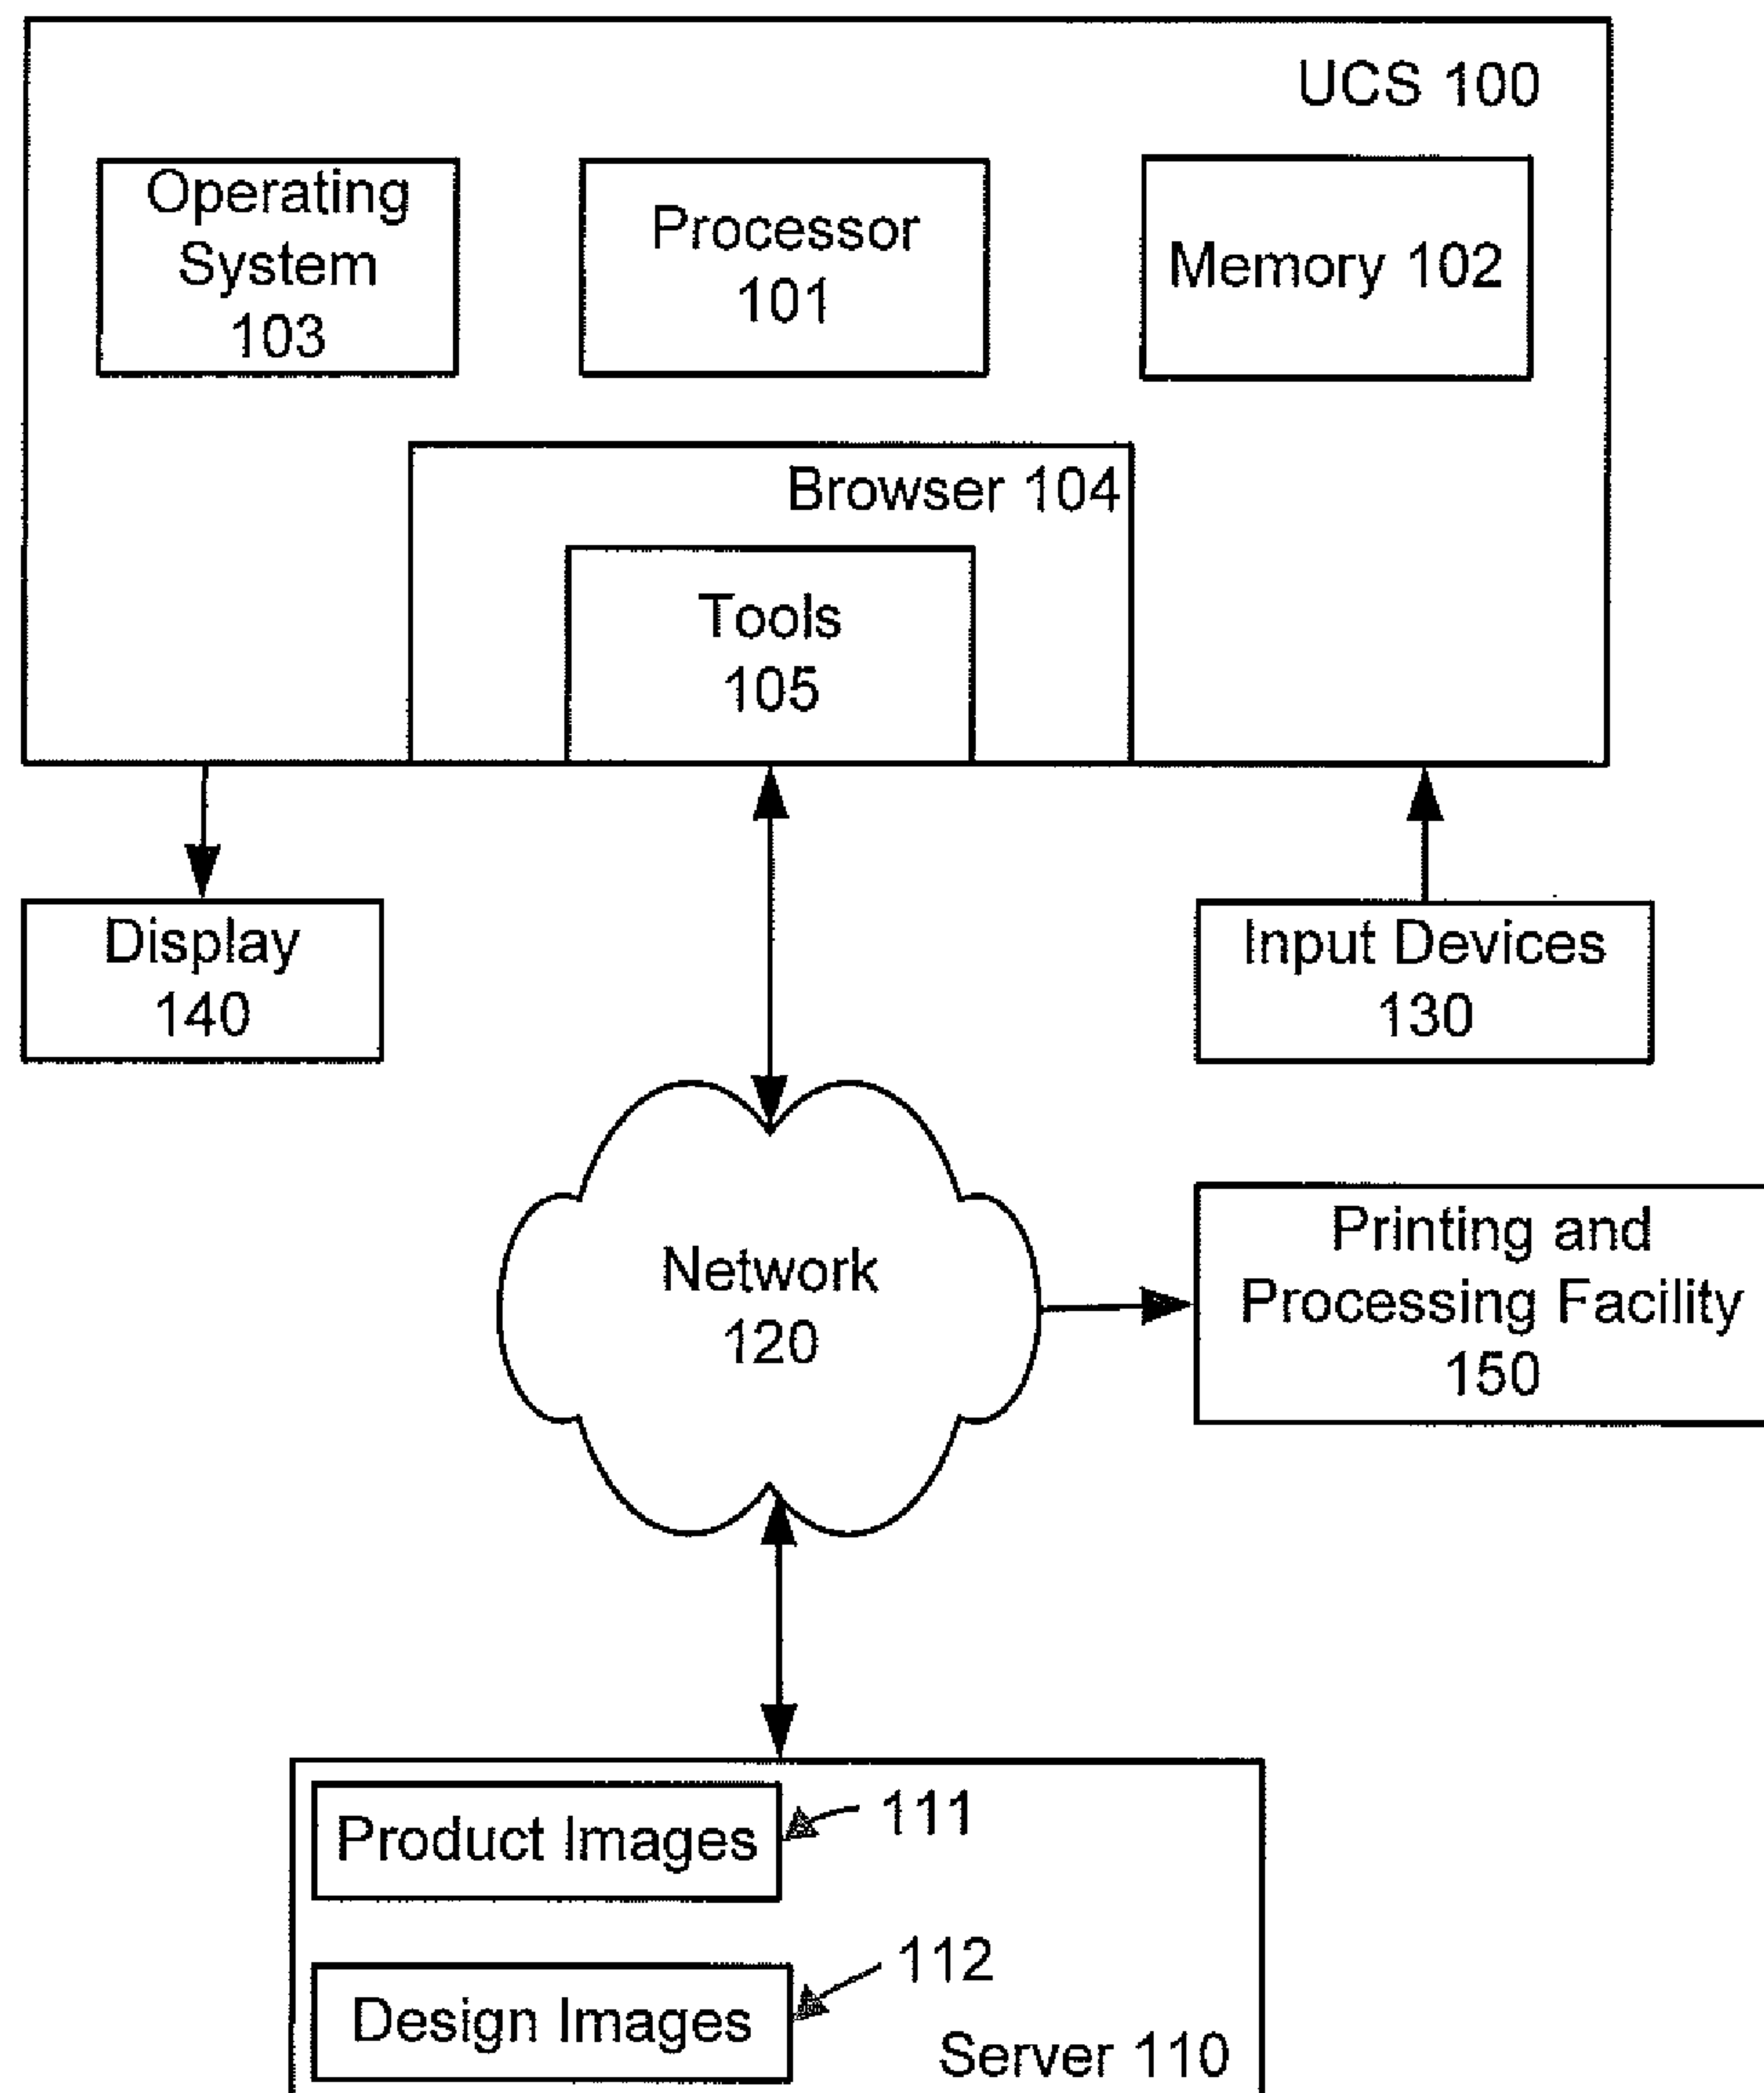 UCS 100
Operating
System
103
Processor
101
Memory 102
Browser 104
Tools
105
Display
140
Input Devices
130
Network
120
Printing and
Processing Facility
150
Product Images
111
Design Images
112
Server 110